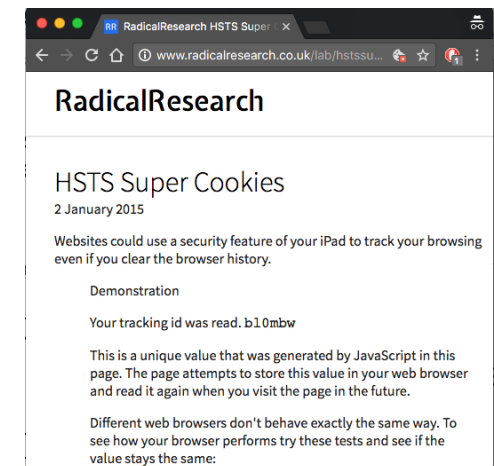 RR RadicalResearch HSTS Super C
www.radicalresearch.co.uk/lab/hstssu...
1
RadicalResearch
HSTS Super Cookies
2 January 2015
Websites could use a security feature of your iPad to track your browsing
even if you clear the browser history.
Demonstration
Your tracking id was read. bl0mbw
This is a unique value that was generated by JavaScript in this
page. The page attempts to store this value in your web browser
and read it again when you visit the page in the future.
Different web browsers don't behave exactly the same way. To
see how your browser performs try these tests and see if the
value stays the same: